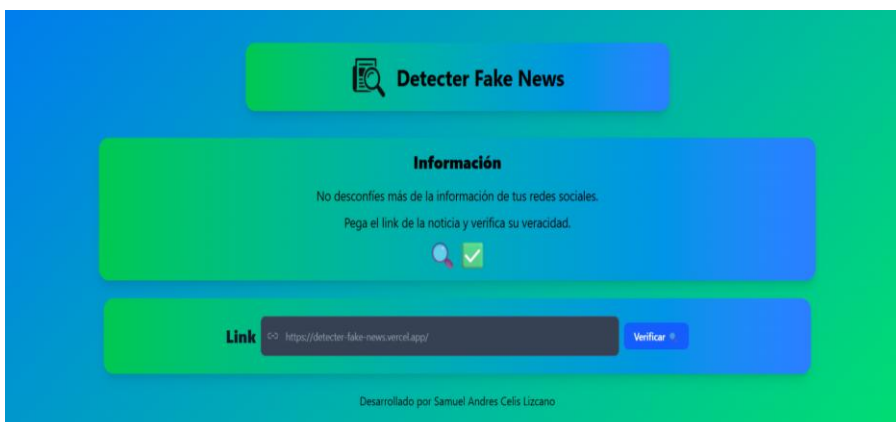 Detecter Fake News
Información
No desconfíes más de la información de tus redes sociales.
Pega el link de la noticia y verifica su veracidad.
Link https://detecter-fake-news.vercel.app/ Verificar
Desarrollado por Samuel Andres Celis Lizcano